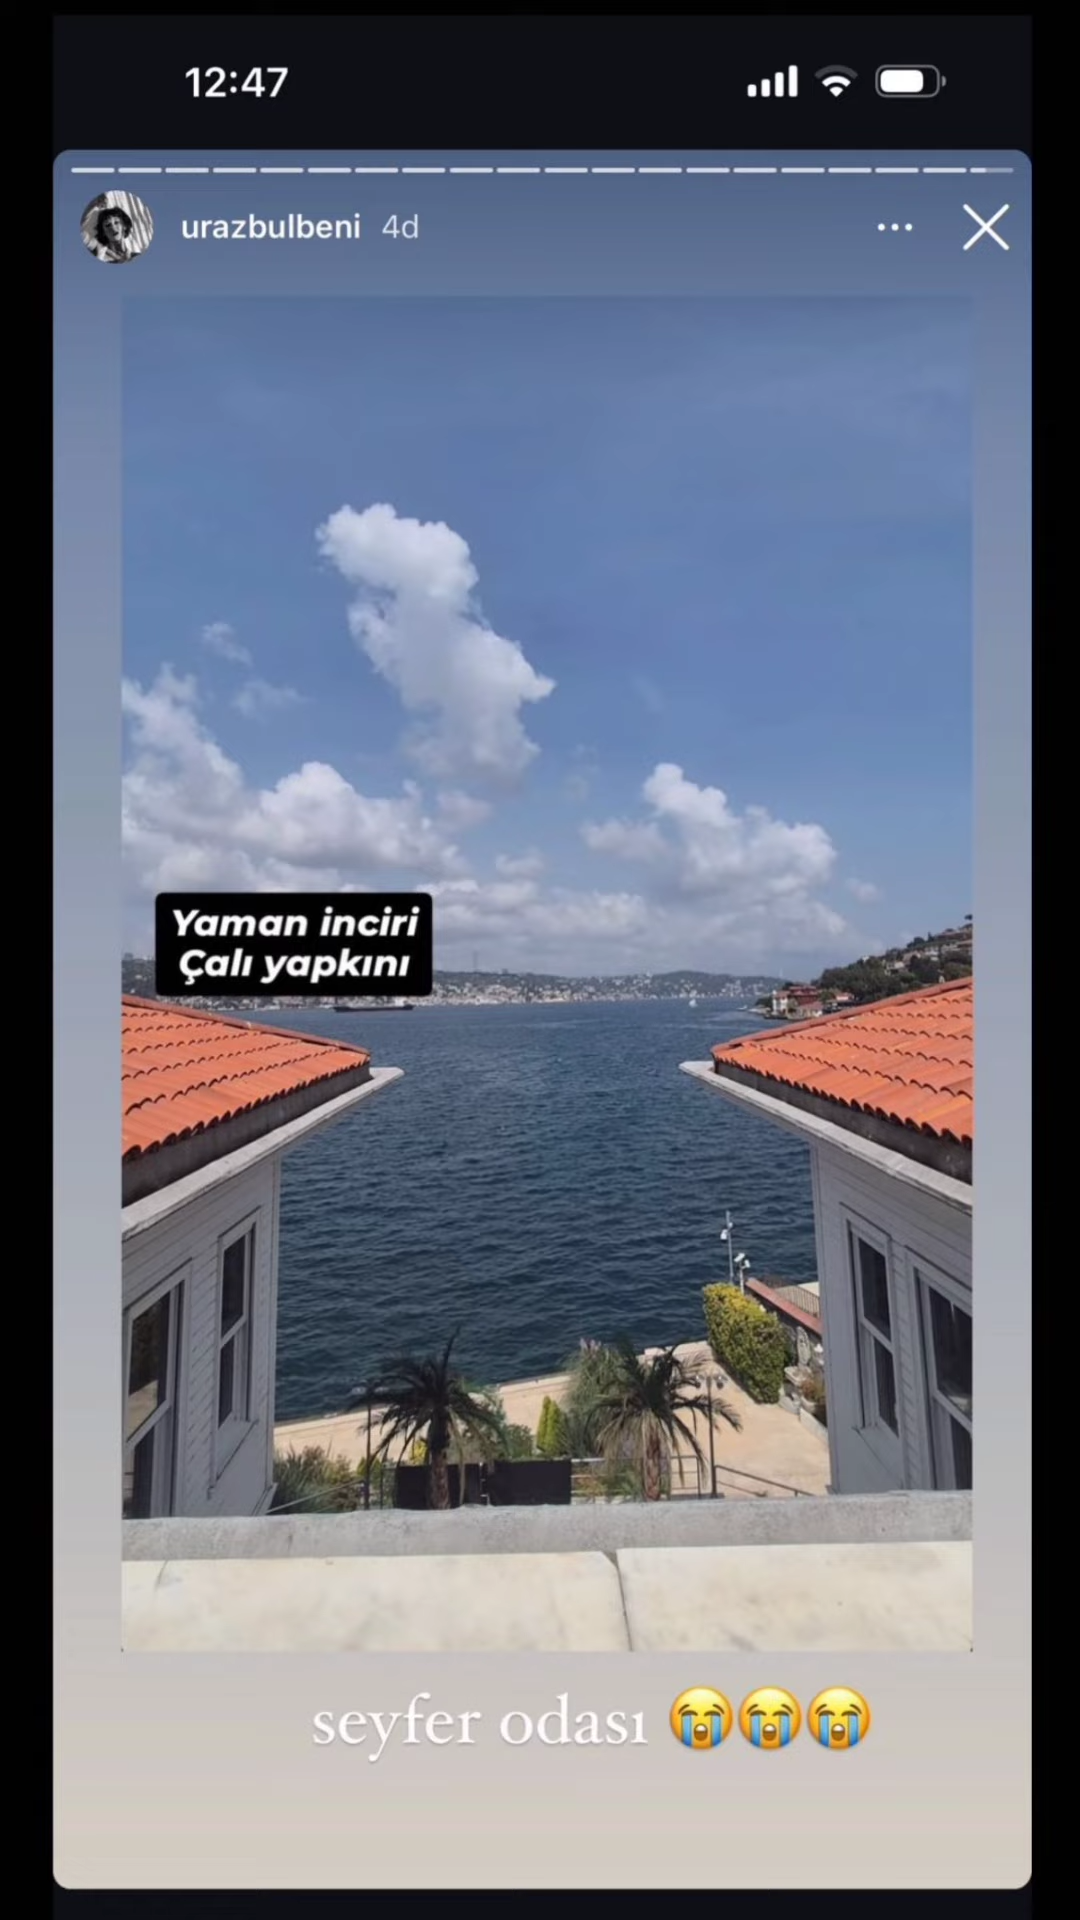 12:47
urazbulbeni 4d
Yaman inciri
Çalı yapkını
seyfer odası 😭😭😭